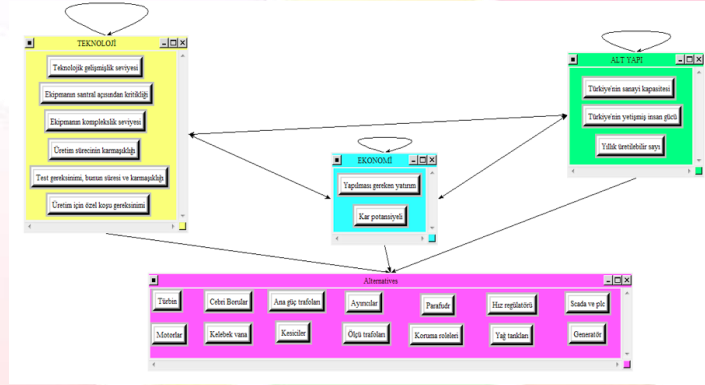 TEKNOLOJİ
Teknolojik gelişmişlik seviyesi
Ekipmanın santral açısından kritikliği
Ekipmanın komplekslik seviyesi
Üretim sürecinin karmaşıklığı
Test gereksinimi, bunun süresi ve karmaşıklığı
Üretim için özel koşu gereksinimi
ALT YAPI
Türkiye'nin sanayi kapasitesi
Türkiye'nin yetişmiş insan gücü
Yıllık üretilebilir sayı
EKONOMİ
Yapılması gereken yatırım
Kar potansiyeli
Alternatives
Türbin
Cebri Borular
Ana güç trafoları
Ayırıcılar
Parafudr
Hız regülatörü
Scada ve plc
Motorlar
Kelebek vana
Kesiciler
Ölçü trafoları
Koruma roleleri
Yağ tankları
Generatör